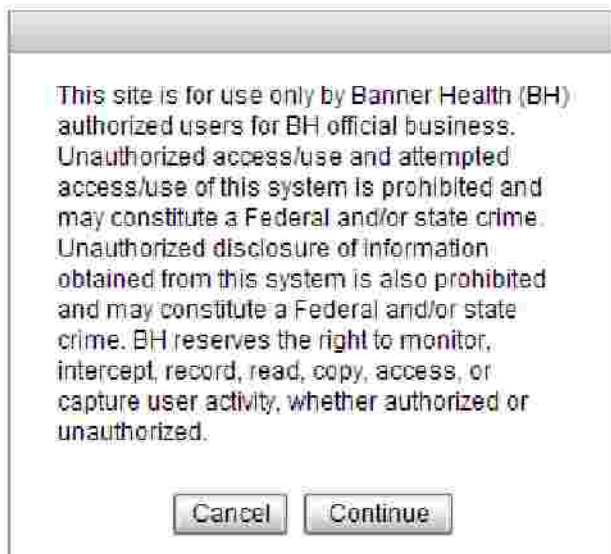 This site is for use only by Banner Health (BH)
authorized users for BH official business.
Unauthorized access/use and attempted
access/use of this system is prohibited and
may constitute a Federal and/or state crime.
Unauthorized disclosure of information
obtained from this system is also prohibited
and may constitute a Federal and/or state
crime. BH reserves the right to monitor,
intercept, record, read, copy, access, or
capture user activity, whether authorized or
unauthorized.
Cancel Continue